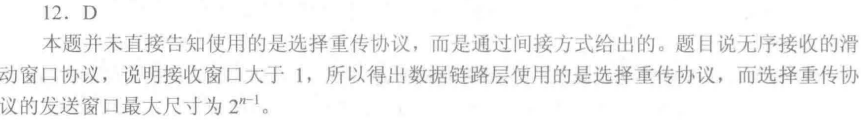 12．D
本题并未直接告知使用的是选择重传协议，而是通过间接方式给出的。题目说无序接收的滑
动窗口协议，说明接收窗口大于 1，所以得出数据链路层使用的是选择重传协议，而选择重传协
议的发送窗口最大尺寸为 2ⁿ⁻¹。